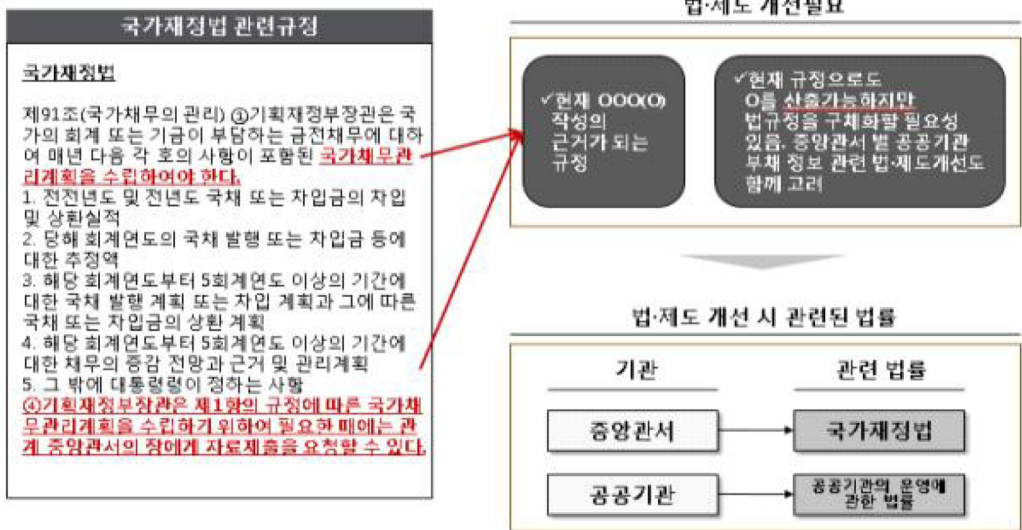 국가재정법 관련규정
국가재정법
제91조(국가채무의 관리) ①기획재정부장관은 국
가의 회계 또는 기금이 부담하는 금전채무에 대하
여 매년 다음 각 호의 사항이 포함된 국가채무관
리계획을 수립하여야 한다.
1. 전전년도 및 전년도 국채 또는 차입금의 차입
및 상환실적
2. 당해 회계연도의 국채 발행 또는 차입금 등에
대한 추정액
3. 해당 회계연도부터 5회계연도 이상의 기간에
대한 국채 발행 계획 또는 차입 계획과 그에 따른
국채 또는 차입금의 상환 계획
4. 해당 회계연도부터 5회계연도 이상의 기간에
대한 채무의 증감 전망과 근거 및 관리계획
5. 그 밖에 대통령령이 정하는 사항
④기획재정부장관은 제1항의 규정에 따른 국가채
무관리계획을 수립하기 위하여 필요한 때에는 관
계 중앙관서의 장에게 자료제출을 요청할 수 있다.
법·제도 개선필요
✓현재 OOO(O)
작성의
근거가 되는
규정
✓현재 규정으로도
O를 산출가능하지만
법규정을 구체화할 필요성
있음. 중앙관서 별 공공기관
부채 정보 관련 법·제도개선도
함께 고려
법·제도 개선 시 관련된 법률
기관
관련 법률
중앙관서
국가재정법
공공기관
공공기관의 운영에
관한 법률